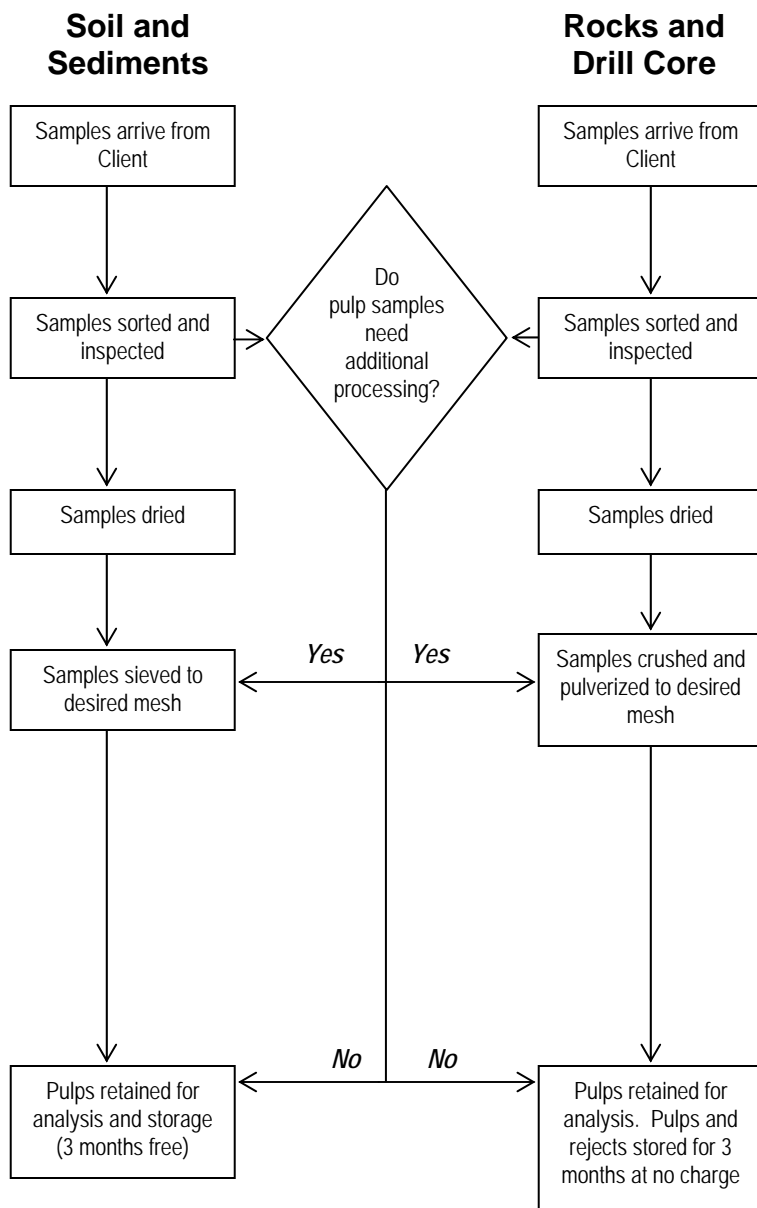 Soil and
Sediments
Samples arrive from
Client
Samples sorted and
inspected
Samples dried
Samples sieved to
desired mesh
Pulps retained for
analysis and storage
(3 months free)
Do
pulp samples
need
additional
processing?
Yes
Yes
No
No
Rocks and
Drill Core
Samples arrive from
Client
Samples sorted and
inspected
Samples dried
Samples crushed and
pulverized to desired
mesh
Pulps retained for
analysis. Pulps and
rejects stored for 3
months at no charge